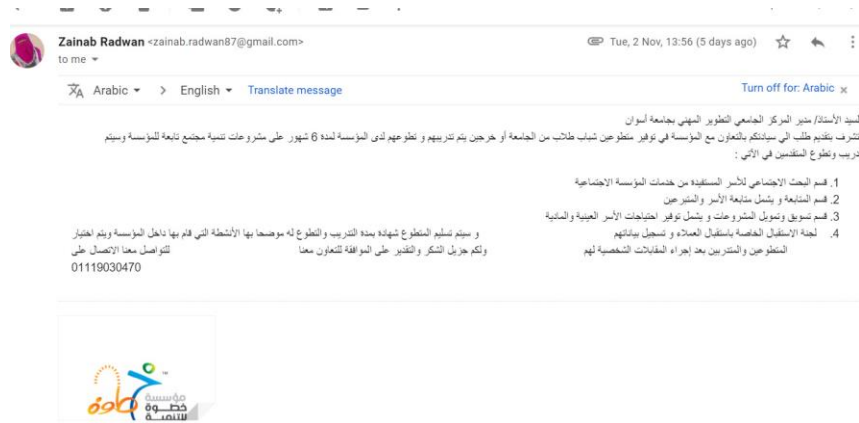 Zainab Radwan <zainab.radwan87@gmail.com>
Tue, 2 Nov, 13:56 (5 days ago)
to me
Arabic > English Translate message Turn off for: Arabic x
السيد الأستاذ/ مدير المركز الجامعي التطوير المهني بجامعة أسوان
نتشرف بتقديم طلب الي سيادتكم بالتعاون مع المؤسسة في توفير متطوعين شباب طلاب من الجامعة أو خرجين يتم تدريبهم و تطوعهم لدى المؤسسة لمدة 6 شهور على مشروعات تنمية مجتمع تابعة للمؤسسة وسيتم
تدريب وتطوع المتقدمين في الآتي :
1. قسم البحث الاجتماعي للأسر المستفيدة من خدمات المؤسسة الاجتماعية
2. قسم المتابعة و يشمل متابعة الأسر والمتبرعين
3. قسم تسويق وتمويل المشروعات و يشمل توفير احتياجات الأسر العينية والمادية
4. لجنة الاستقبال الخاصة باستقبال العملاء و تسجيل بياناتهم و سيتم تسليم المتطوع شهاده بمده التدريب والتطوع له موضحا بها الأنشطة التي قام بها داخل المؤسسة ويتم اختيار
المتطوعين والمتدربين بعد إجراء المقابلات الشخصية لهم ولكم جزيل الشكر والتقدير على الموافقة للتعاون معنا للتواصل معنا الاتصال على
01119030470
مؤسسة
خطوة
للتنمية